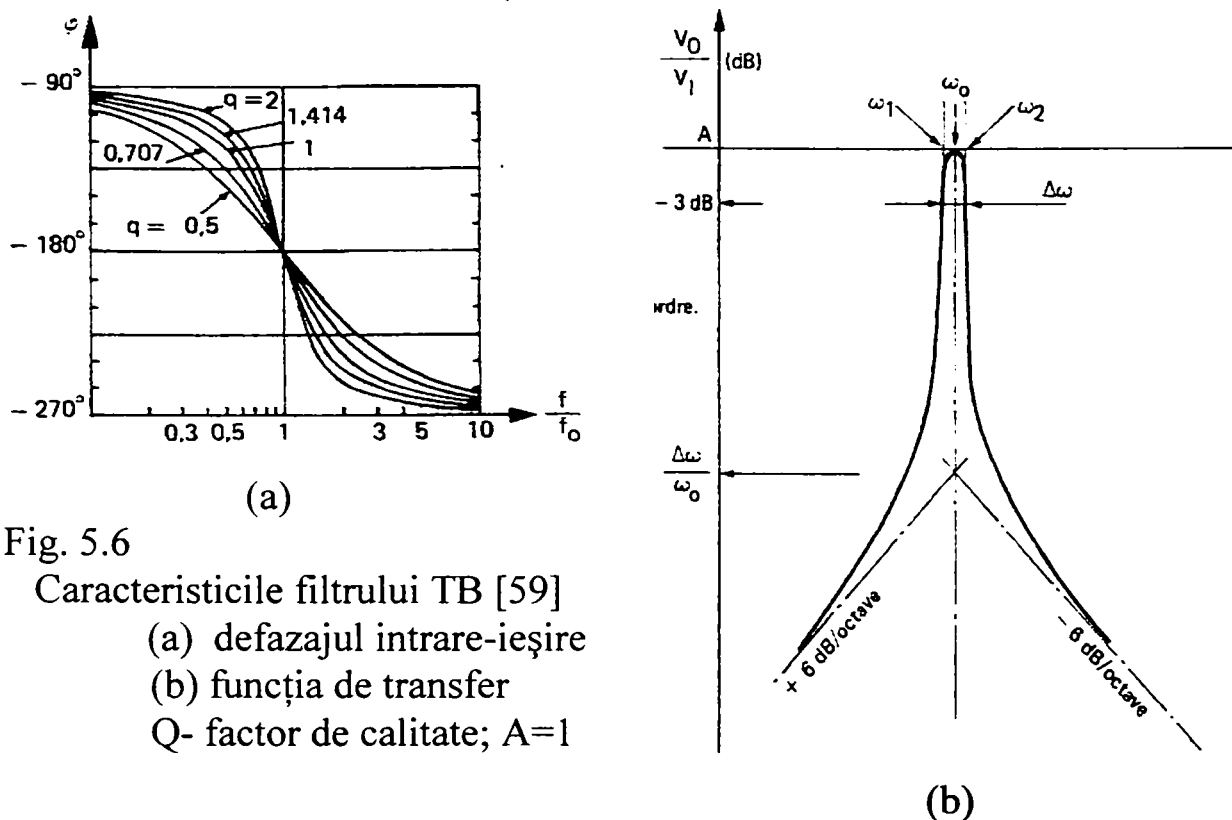 φ
- 90°
q = 2
1,414
1
0,707
q = 0,5
- 180°
- 270°
0,3 0,5 1 3 5 10
f
f₀
(a)
Fig. 5.6
Caracteristicile filtrului TB [59]
(a) defazajul intrare-ieşire
(b) funcția de transfer
Q- factor de calitate; A=1
V₀
V₁ (dB)
ω₀
ω₁ ω₂
A
- 3 dB
Δω
rdre.
Δω
ω₀
+ 6 dB/octave
- 6 dB/octave
(b)